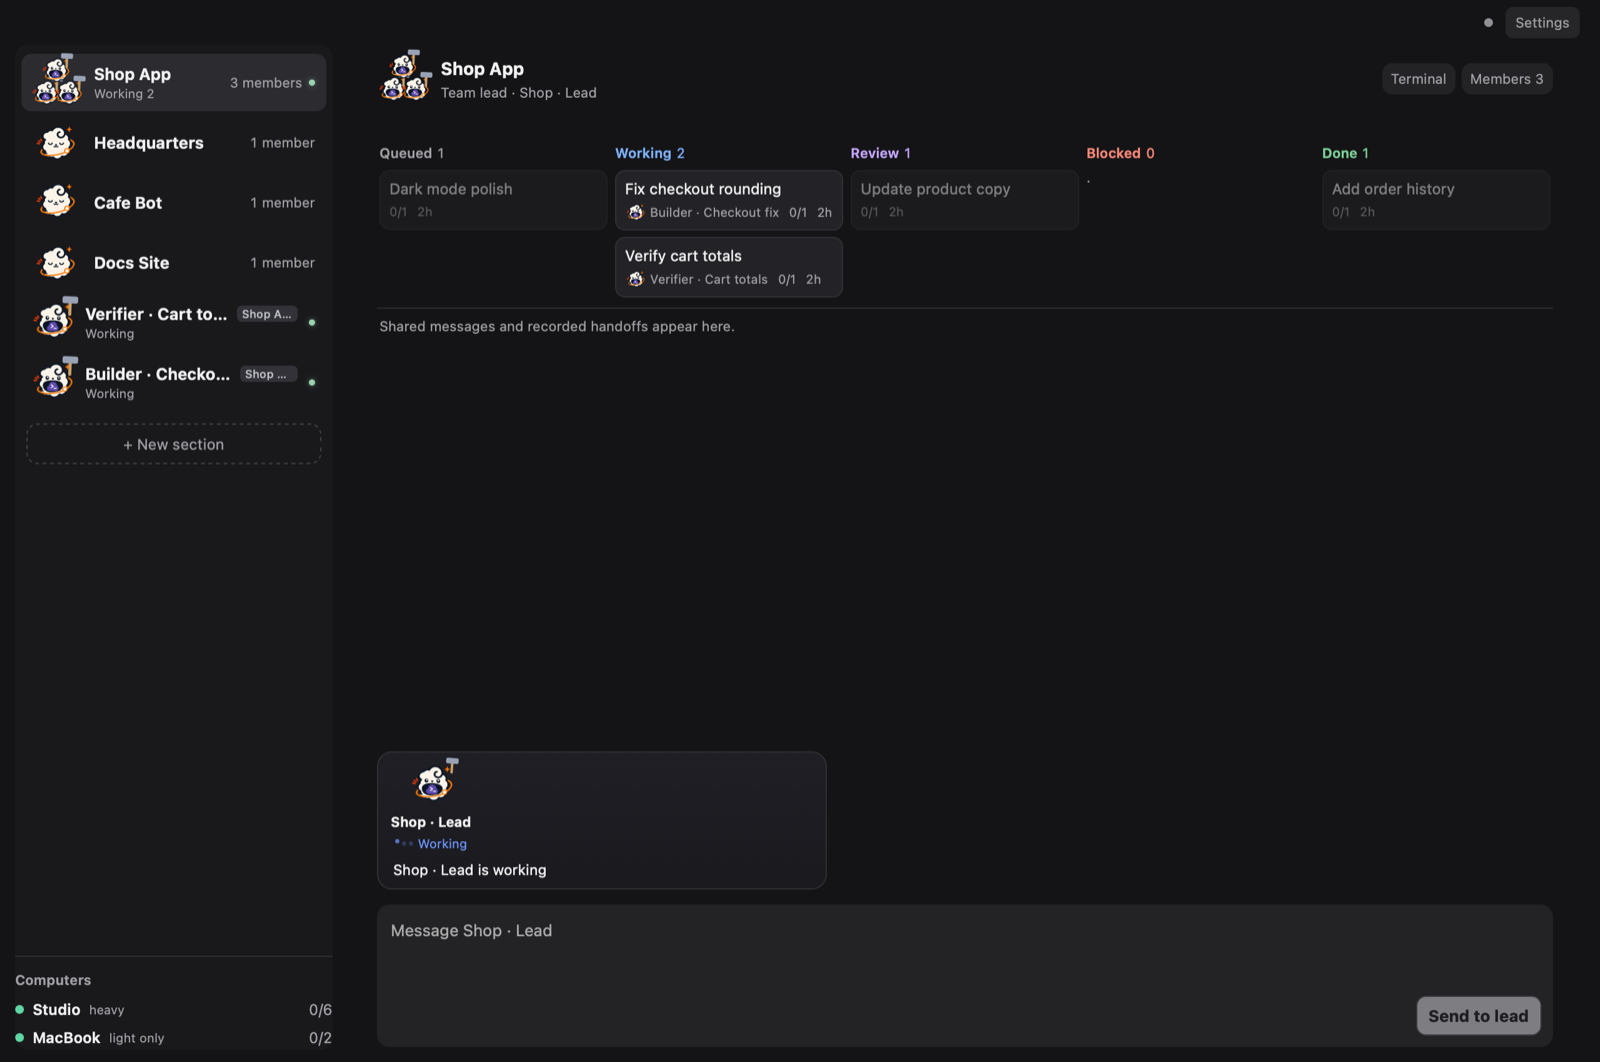 Settings
Shop App
Working 2
3 members
Headquarters
1 member
Cafe Bot
1 member
Docs Site
1 member
Verifier · Cart to...
Shop A...
Working
Builder · Checko...
Shop ...
Working
+ New section
Computers
Studio heavy 0/6
MacBook light only 0/2
Shop App
Team lead · Shop · Lead
Terminal
Members 3
Queued 1
Dark mode polish
0/1 2h
Working 2
Fix checkout rounding
Builder · Checkout fix 0/1 2h
Verify cart totals
Verifier · Cart totals 0/1 2h
Review 1
Update product copy
0/1 2h
Blocked 0
Done 1
Add order history
0/1 2h
Shared messages and recorded handoffs appear here.
Shop · Lead
Working
Shop · Lead is working
Message Shop · Lead
Send to lead